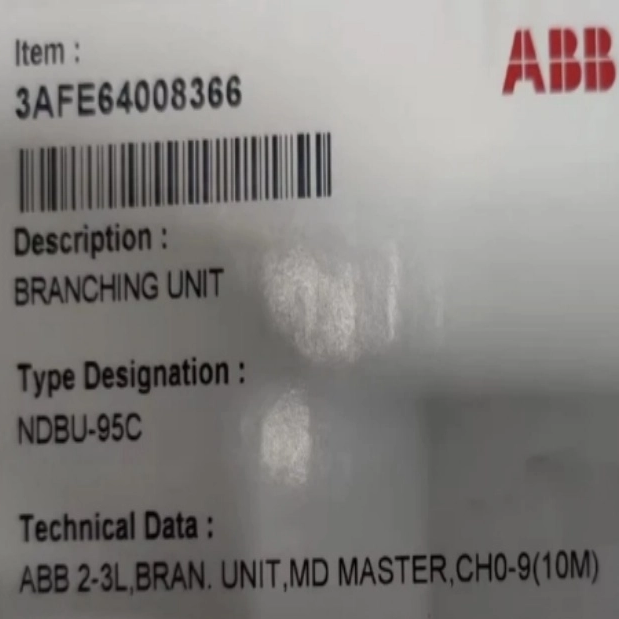 Item :
ABB
3AFE64008366
Description :
BRANCHING UNIT
Type Designation :
NDBU-95C
Technical Data :
ABB 2-3L,BRAN. UNIT,MD MASTER,CH0-9(10M)